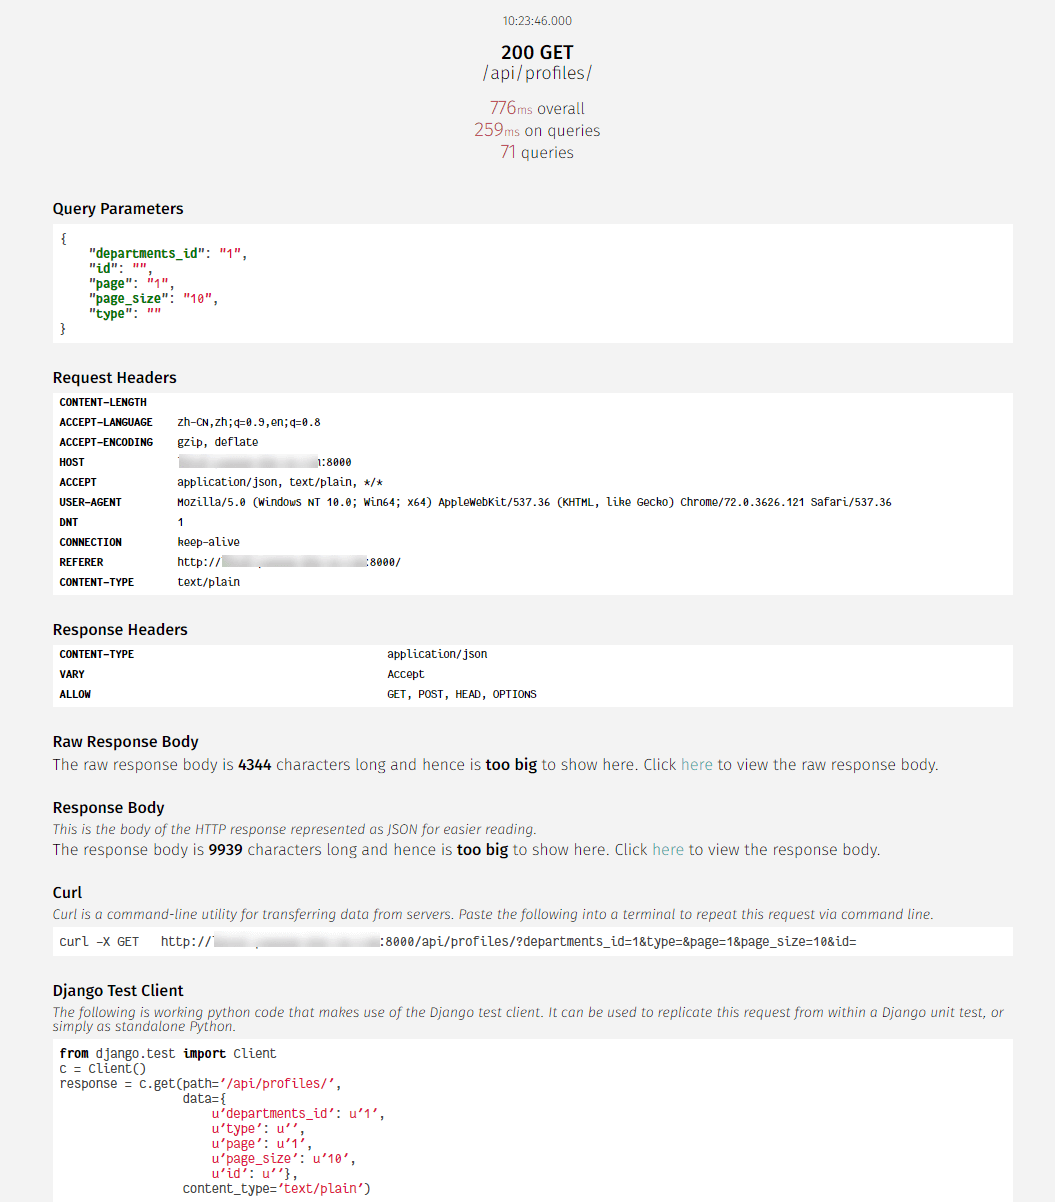 10:23:46.000
200 GET
/api/profiles/
776ms overall
259ms on queries
71 queries
Query Parameters
{
    "departments_id": "1",
    "id": "",
    "page": "1",
    "page_size": "10",
    "type": ""
}
Request Headers
CONTENT-LENGTH
ACCEPT-LANGUAGE zh-CN,zh;q=0.9,en;q=0.8
ACCEPT-ENCODING gzip, deflate
HOST :8000
ACCEPT application/json, text/plain, */*
USER-AGENT Mozilla/5.0 (Windows NT 10.0; Win64; x64) AppleWebKit/537.36 (KHTML, like Gecko) Chrome/72.0.3626.121 Safari/537.36
DNT 1
CONNECTION keep-alive
REFERER http:// :8000/
CONTENT-TYPE text/plain
Response Headers
CONTENT-TYPE application/json
VARY Accept
ALLOW GET, POST, HEAD, OPTIONS
Raw Response Body
The raw response body is 4344 characters long and hence is too big to show here. Click here to view the raw response body.
Response Body
This is the body of the HTTP response represented as JSON for easier reading.
The response body is 9939 characters long and hence is too big to show here. Click here to view the response body.
Curl
Curl is a command-line utility for transferring data from servers. Paste the following into a terminal to repeat this request via command line.
curl -X GET http:// :8000/api/profiles/?departments_id=1&type=&page=1&page_size=10&id=
Django Test Client
The following is working python code that makes use of the Django test client. It can be used to replicate this request from within a Django unit test, or
simply as standalone Python.
from django.test import Client
c = Client()
response = c.get(path='/api/profiles/',
                 data={
                     u'departments_id': u'1',
                     u'type': u'',
                     u'page': u'1',
                     u'page_size': u'10',
                     u'id': u''},
                 content_type='text/plain')